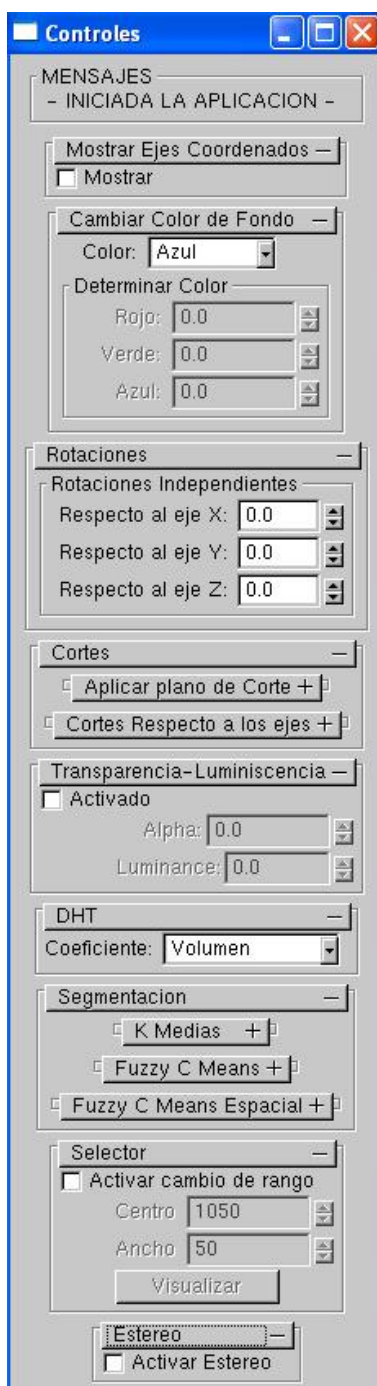 Controles
MENSAJES
- INICIADA LA APLICACION -
Mostrar Ejes Coordenados
Mostrar
Cambiar Color de Fondo
Color: Azul
Determinar Color
Rojo: 0.0
Verde: 0.0
Azul: 0.0
Rotaciones
Rotaciones Independientes
Respecto al eje X: 0.0
Respecto al eje Y: 0.0
Respecto al eje Z: 0.0
Cortes
Aplicar plano de Corte +
Cortes Respecto a los ejes +
Transparencia-Luminiscencia
Activado
Alpha: 0.0
Luminance: 0.0
DHT
Coeficiente: Volumen
Segmentacion
K Medias +
Fuzzy C Means +
Fuzzy C Means Espacial +
Selector
Activar cambio de rango
Centro 1050
Ancho 50
Visualizar
Estereo
Activar Estereo